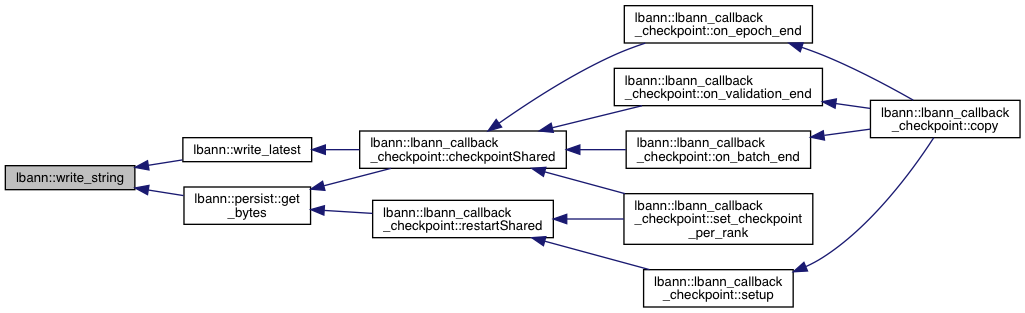 lbann::write_string
lbann::write_latest
lbann::persist::get
_bytes
lbann::lbann_callback
_checkpoint::checkpointShared
lbann::lbann_callback
_checkpoint::restartShared
lbann::lbann_callback
_checkpoint::on_epoch_end
lbann::lbann_callback
_checkpoint::on_validation_end
lbann::lbann_callback
_checkpoint::on_batch_end
lbann::lbann_callback
_checkpoint::set_checkpoint
_per_rank
lbann::lbann_callback
_checkpoint::setup
lbann::lbann_callback
_checkpoint::copy